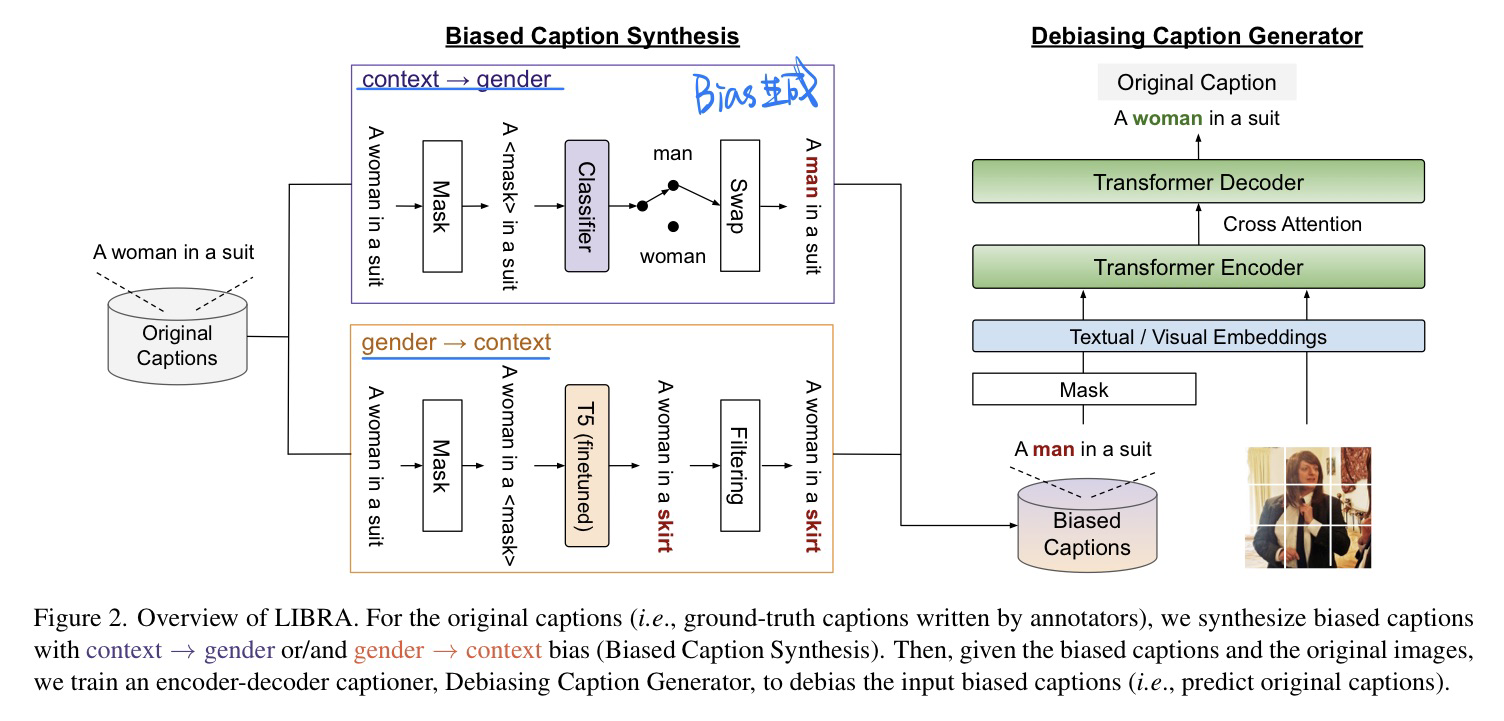 Biased Caption Synthesis
context → gender
Bias生成
A woman in a suit
Mask
A <mask> in a suit
Classifier
man
woman
Swap
A man in a suit
A woman in a suit
Original
Captions
gender → context
A woman in a suit
Mask
A woman in a <mask>
T5 (finetuned)
A woman in a skirt
Filtering
A woman in a skirt
Debiasing Caption Generator
Original Caption
A woman in a suit
Transformer Decoder
Cross Attention
Transformer Encoder
Textual / Visual Embeddings
Mask
A man in a suit
Biased
Captions
Figure 2. Overview of LIBRA. For the original captions (i.e., ground-truth captions written by annotators), we synthesize biased captions
with context → gender or/and gender → context bias (Biased Caption Synthesis). Then, given the biased captions and the original images,
we train an encoder-decoder captioner, Debiasing Caption Generator, to debias the input biased captions (i.e., predict original captions).